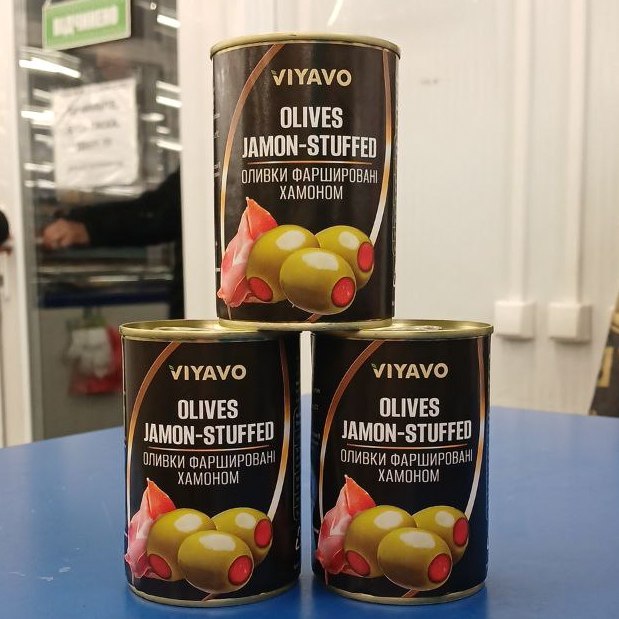 ВІДЧИНЕНО
VIYAVO
OLIVES
JAMON-STUFFED
ОЛИВКИ ФАРШИРОВАНІ
ХАМОНОМ
VIYAVO
OLIVES
JAMON-STUFFED
ОЛИВКИ ФАРШИРОВАНІ
ХАМОНОМ
VIYAVO
OLIVES
JAMON-STUFFED
ОЛИВКИ ФАРШИРОВАНІ
ХАМОНОМ